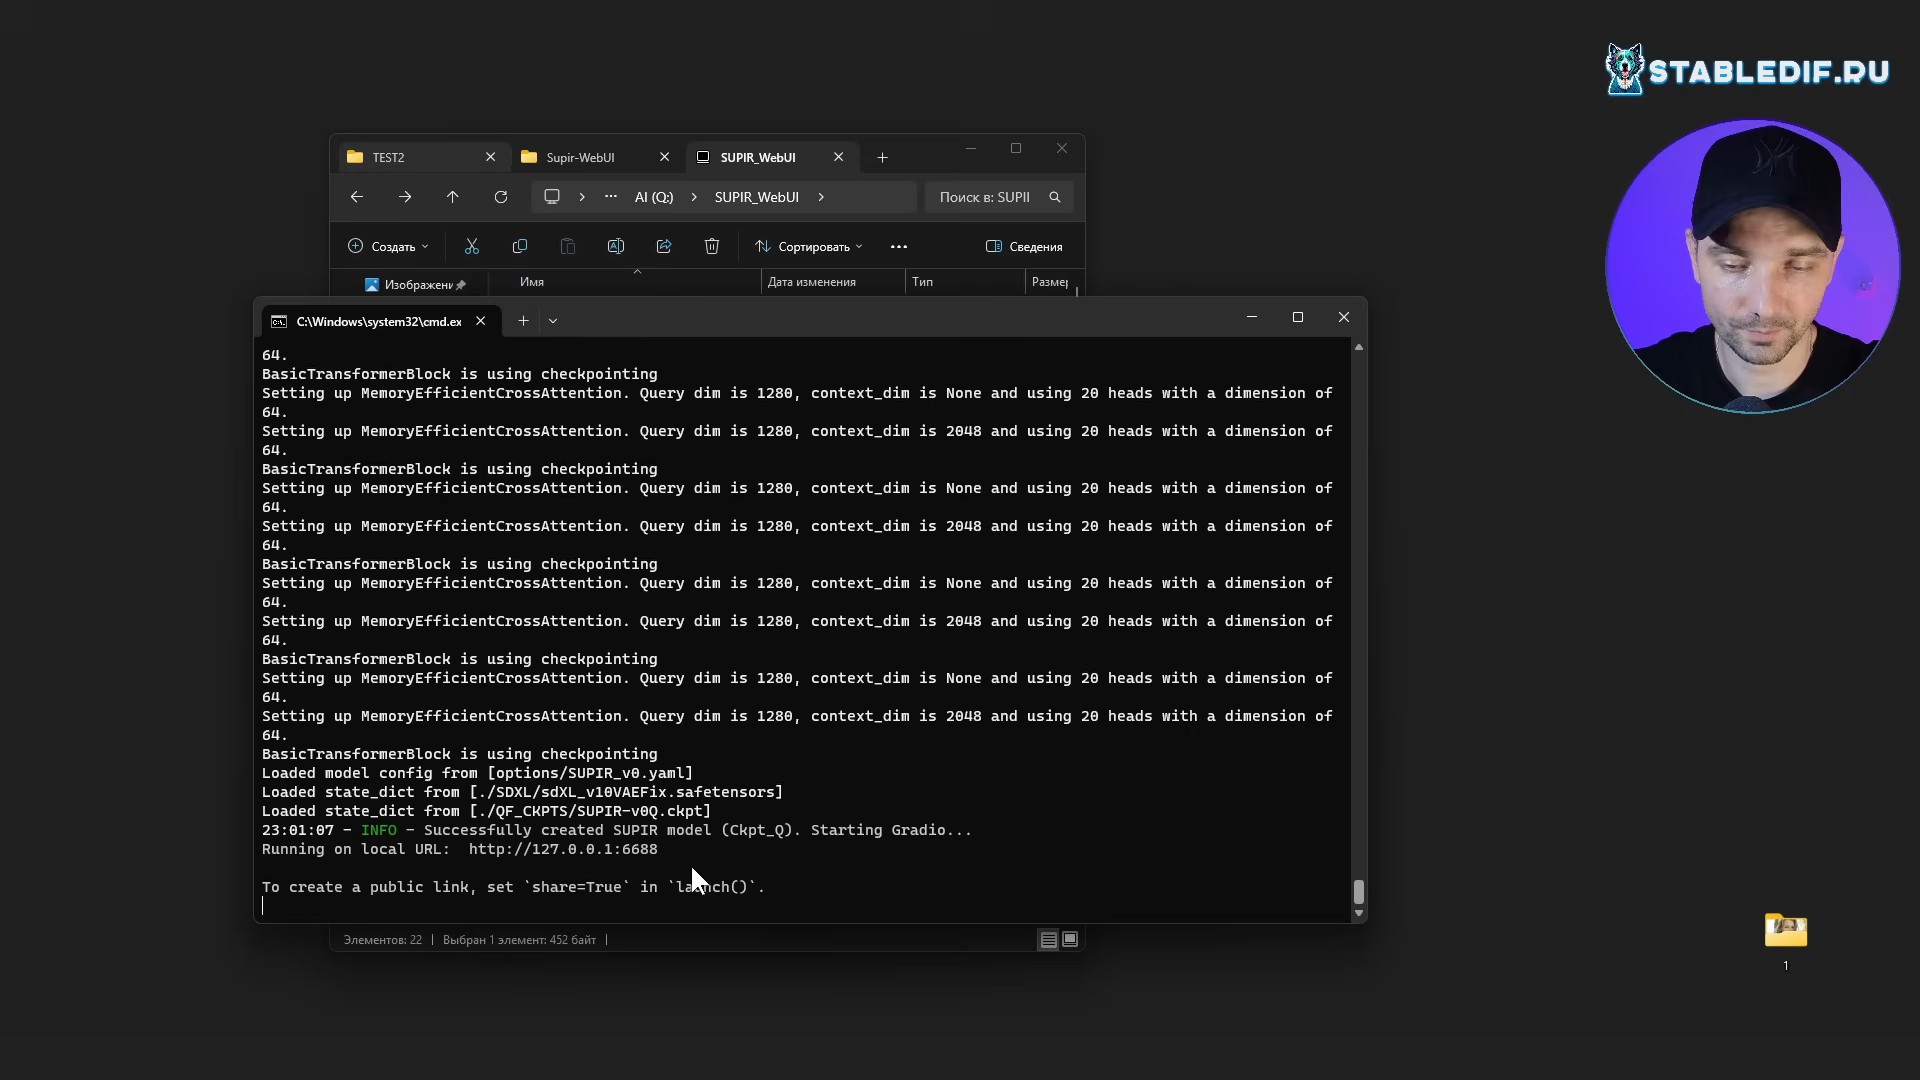 STABLEDIF.RU
TEST2
Supir-WebUI
SUPIR_WebUI
AI (Q:)
SUPIR_WebUI
Поиск в: SUPII
Создать
Сортировать
Сведения
Изображени
Имя
Дата изменения
Тип
Размер
C:\Windows\system32\cmd.ex
64.
BasicTransformerBlock is using checkpointing
Setting up MemoryEfficientCrossAttention. Query dim is 1280, context_dim is None and using 20 heads with a dimension of
64.
Setting up MemoryEfficientCrossAttention. Query dim is 1280, context_dim is 2048 and using 20 heads with a dimension of
64.
BasicTransformerBlock is using checkpointing
Setting up MemoryEfficientCrossAttention. Query dim is 1280, context_dim is None and using 20 heads with a dimension of
64.
Setting up MemoryEfficientCrossAttention. Query dim is 1280, context_dim is 2048 and using 20 heads with a dimension of
64.
BasicTransformerBlock is using checkpointing
Setting up MemoryEfficientCrossAttention. Query dim is 1280, context_dim is None and using 20 heads with a dimension of
64.
Setting up MemoryEfficientCrossAttention. Query dim is 1280, context_dim is 2048 and using 20 heads with a dimension of
64.
BasicTransformerBlock is using checkpointing
Setting up MemoryEfficientCrossAttention. Query dim is 1280, context_dim is None and using 20 heads with a dimension of
64.
Setting up MemoryEfficientCrossAttention. Query dim is 1280, context_dim is 2048 and using 20 heads with a dimension of
64.
BasicTransformerBlock is using checkpointing
Loaded model config from [options/SUPIR_v0.yaml]
Loaded state_dict from [./SDXL/sdXL_v10VAEFix.safetensors]
Loaded state_dict from [./QF_CKPTS/SUPIR-v0Q.ckpt]
23:01:07 - INFO - Successfully created SUPIR model (Ckpt_Q). Starting Gradio...
Running on local URL:  http://127.0.0.1:6688
To create a public link, set `share=True` in `launch()`.
Элементов: 22
Выбран 1 элемент: 452 байт
1